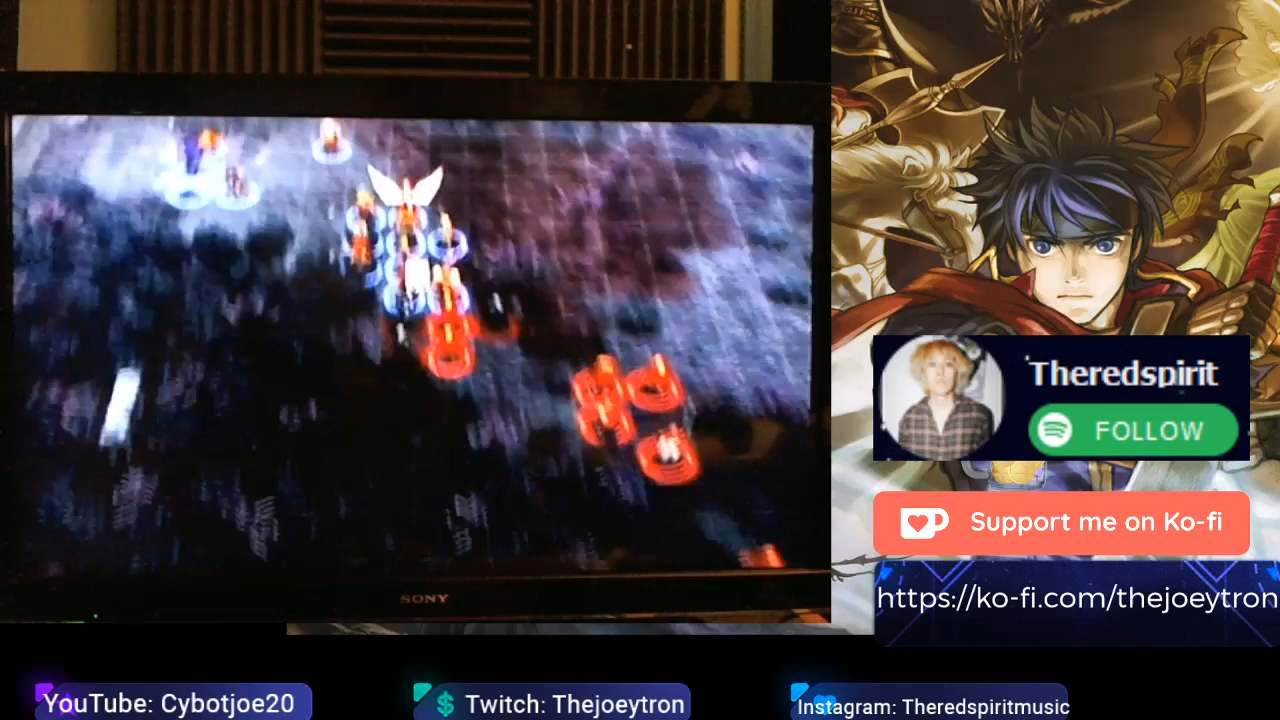 SONY
Theredspirit
FOLLOW
Support me on Ko-fi
https://ko-fi.com/thejoeytron
YouTube: Cybotjoe20
Twitch: Thejoeytron
Instagram: Theredspiritmusic